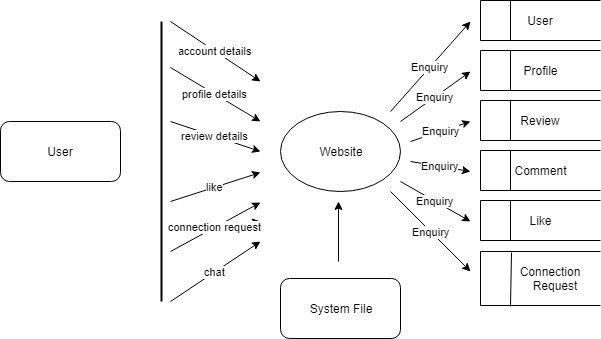 User
account details
profile details
review details
like
connection request
chat
Website
System File
Enquiry
Enquiry
Enquiry
Enquiry
Enquiry
Enquiry
User
Profile
Review
Comment
Like
Connection
Request